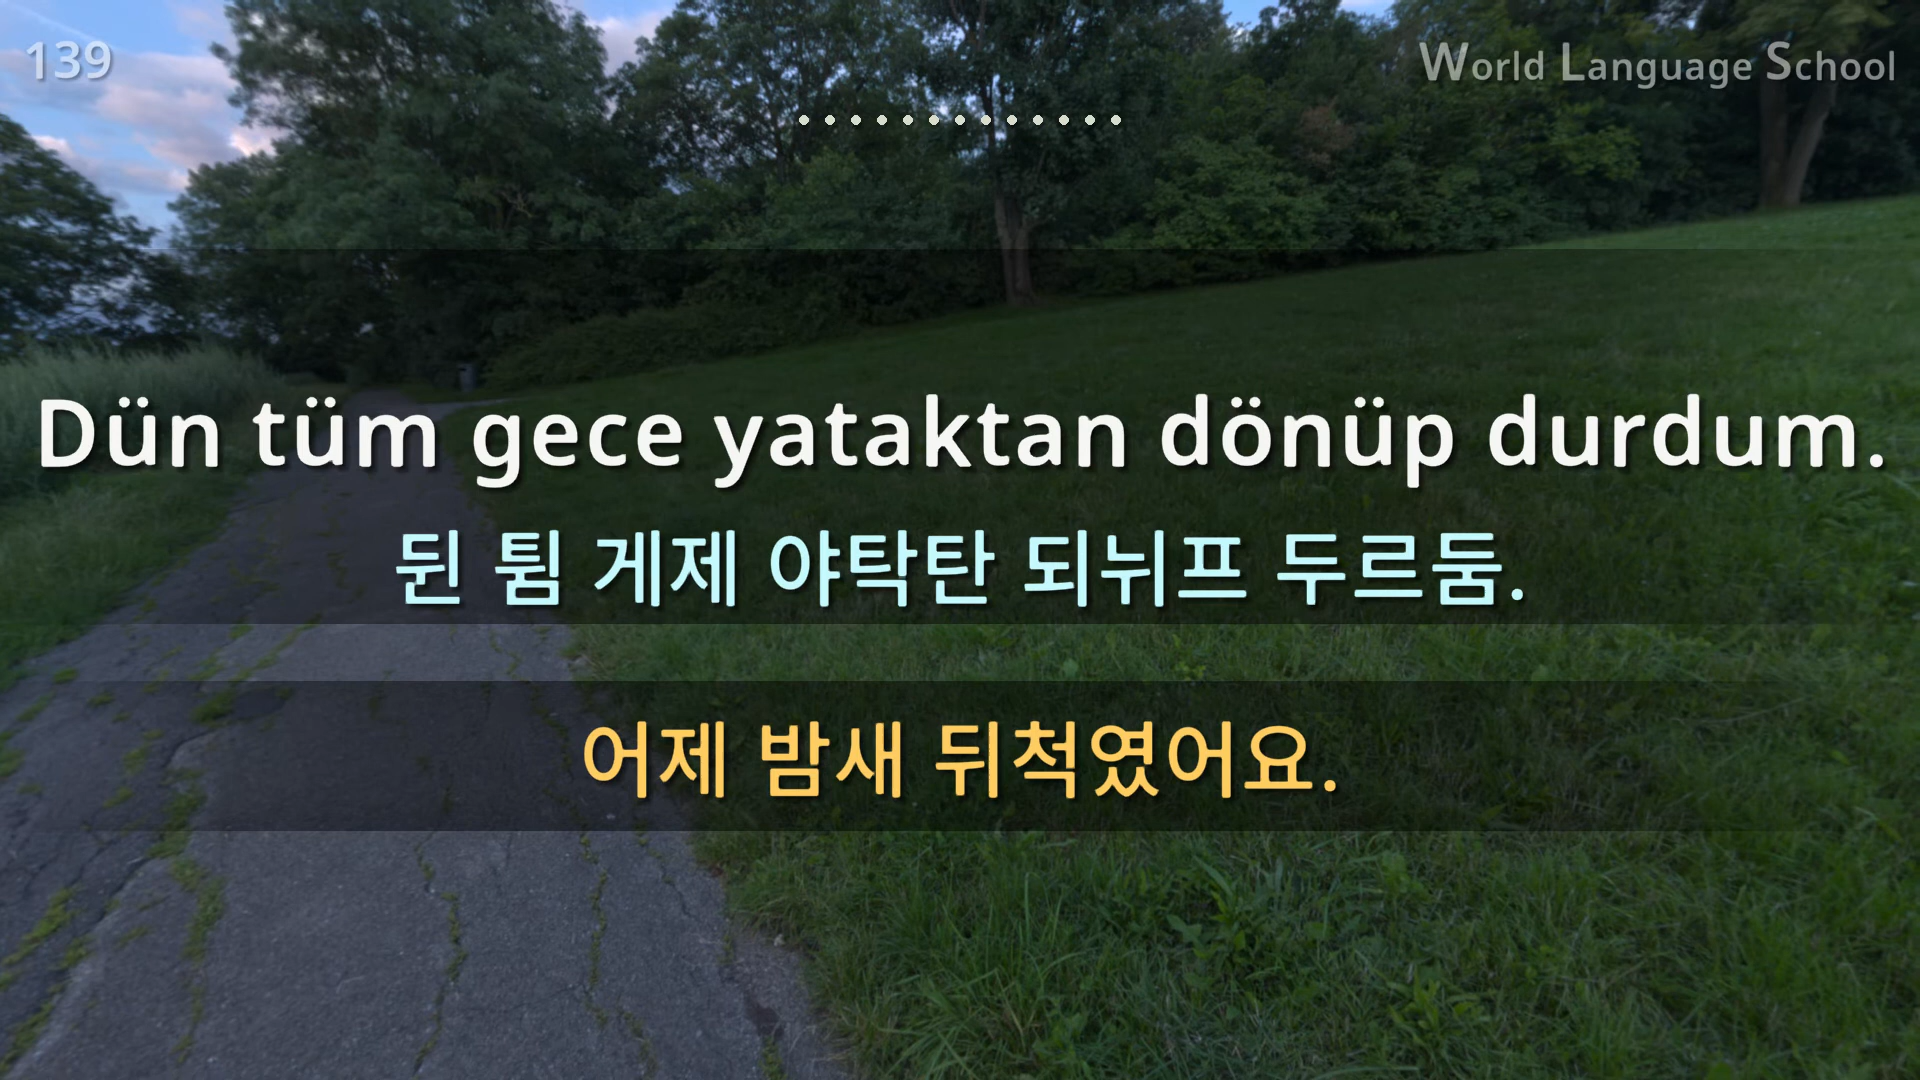 139
World Language School
Dün tüm gece yataktan dönüp durdum.
뒨 튐 게제 야탁탄 되뉘프 두르둠.
어제 밤새 뒤척였어요.